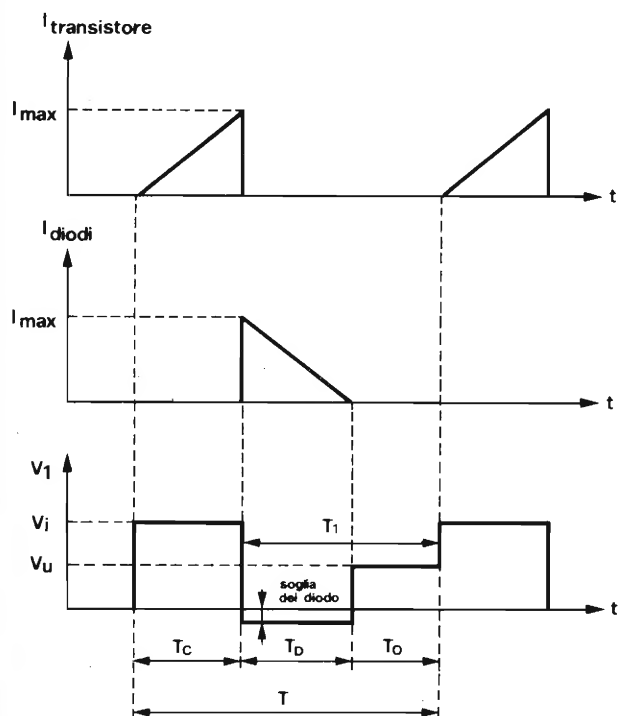 I transistore
I max
t
I diodi
I max
t
V1
Vi
T1
Vu
soglia
del diodo
t
TC
TD
TO
T